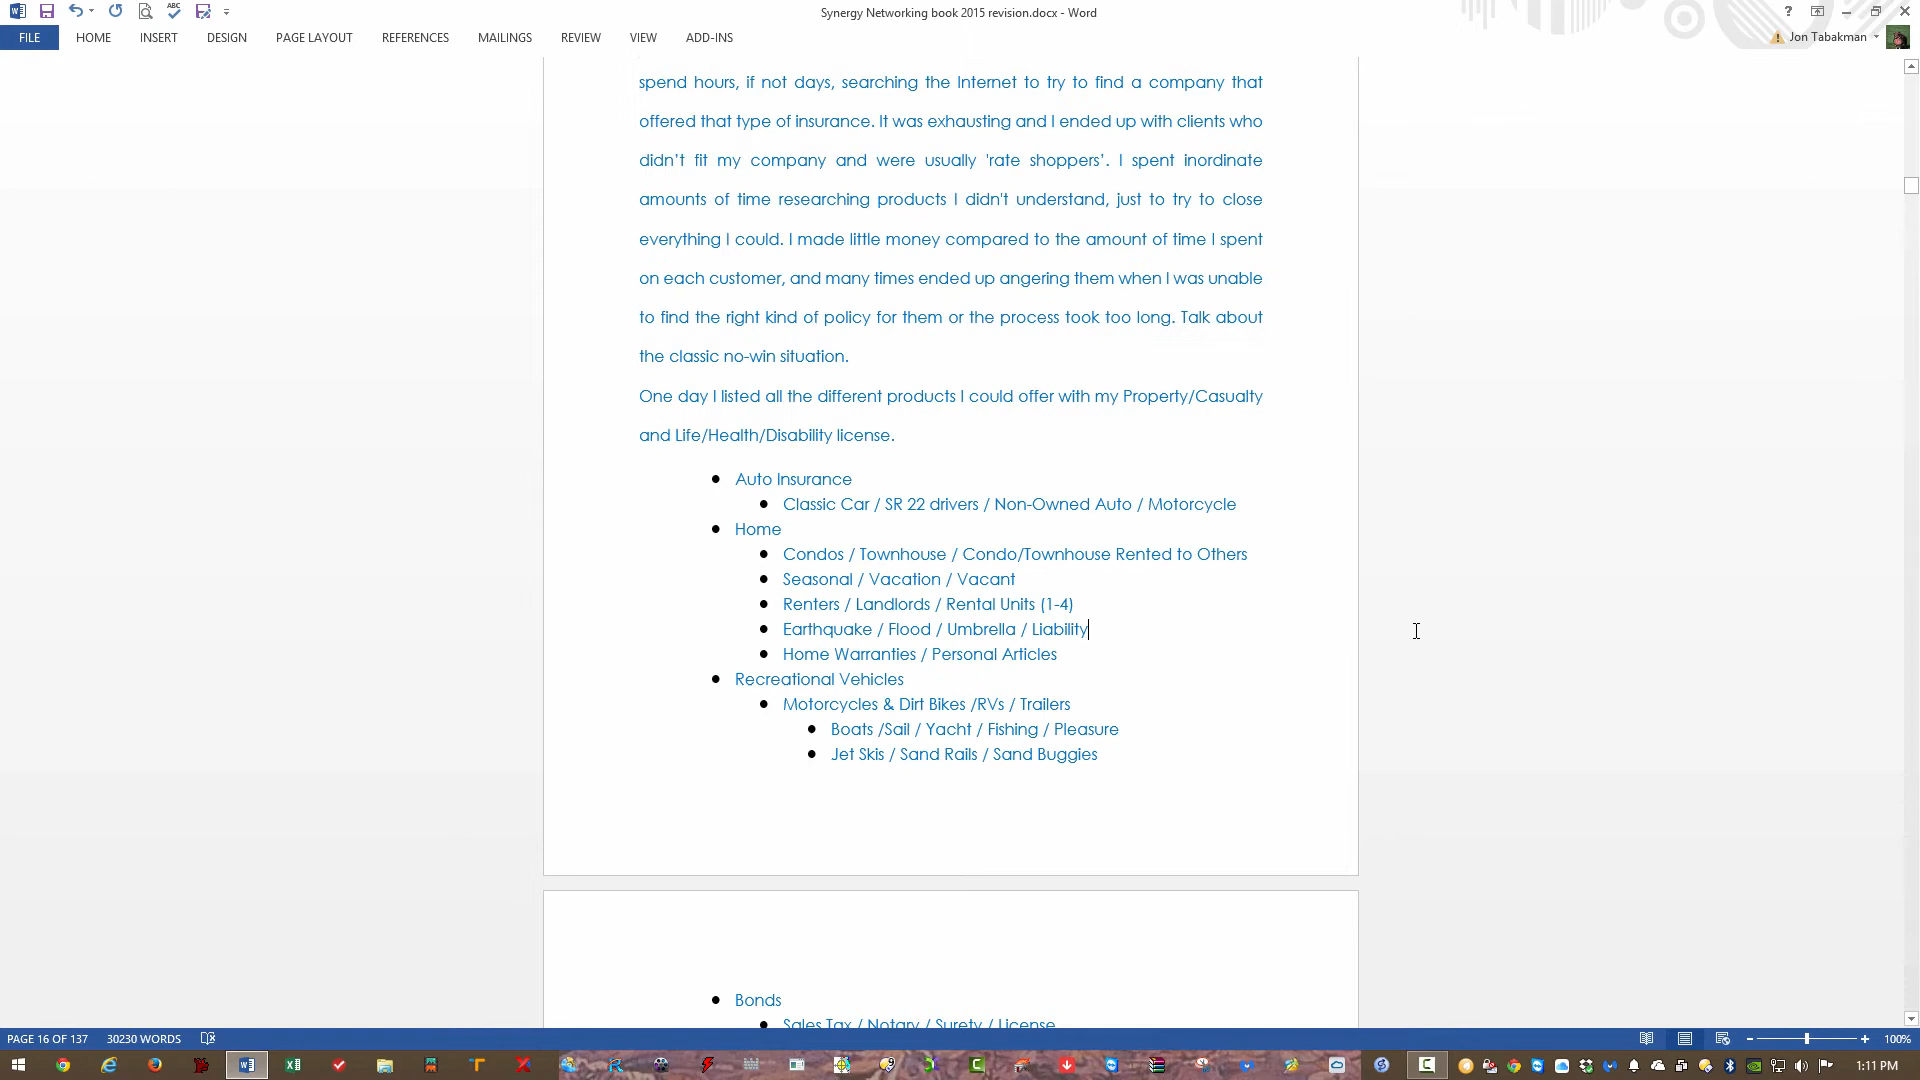 Synergy Networking book 2015 revision.docx - Word
FILE HOME INSERT DESIGN PAGE LAYOUT REFERENCES MAILINGS REVIEW VIEW ADD-INS Jon Tabakman
spend hours, if not days, searching the Internet to try to find a company that
offered that type of insurance. It was exhausting and I ended up with clients who
didn’t fit my company and were usually 'rate shoppers’. I spent inordinate
amounts of time researching products I didn't understand, just to try to close
everything I could. I made little money compared to the amount of time I spent
on each customer, and many times ended up angering them when I was unable
to find the right kind of policy for them or the process took too long. Talk about
the classic no-win situation.
One day I listed all the different products I could offer with my Property/Casualty
and Life/Health/Disability license.
● Auto Insurance
● Classic Car / SR 22 drivers / Non-Owned Auto / Motorcycle
● Home
● Condos / Townhouse / Condo/Townhouse Rented to Others
● Seasonal / Vacation / Vacant
● Renters / Landlords / Rental Units (1-4)
● Earthquake / Flood / Umbrella / Liability
● Home Warranties / Personal Articles
● Recreational Vehicles
● Motorcycles & Dirt Bikes /RVs / Trailers
● Boats /Sail / Yacht / Fishing / Pleasure
● Jet Skis / Sand Rails / Sand Buggies
● Bonds
● Sales Tax / Notary / Surety / License
PAGE 16 OF 137 30230 WORDS 100%
1:11 PM